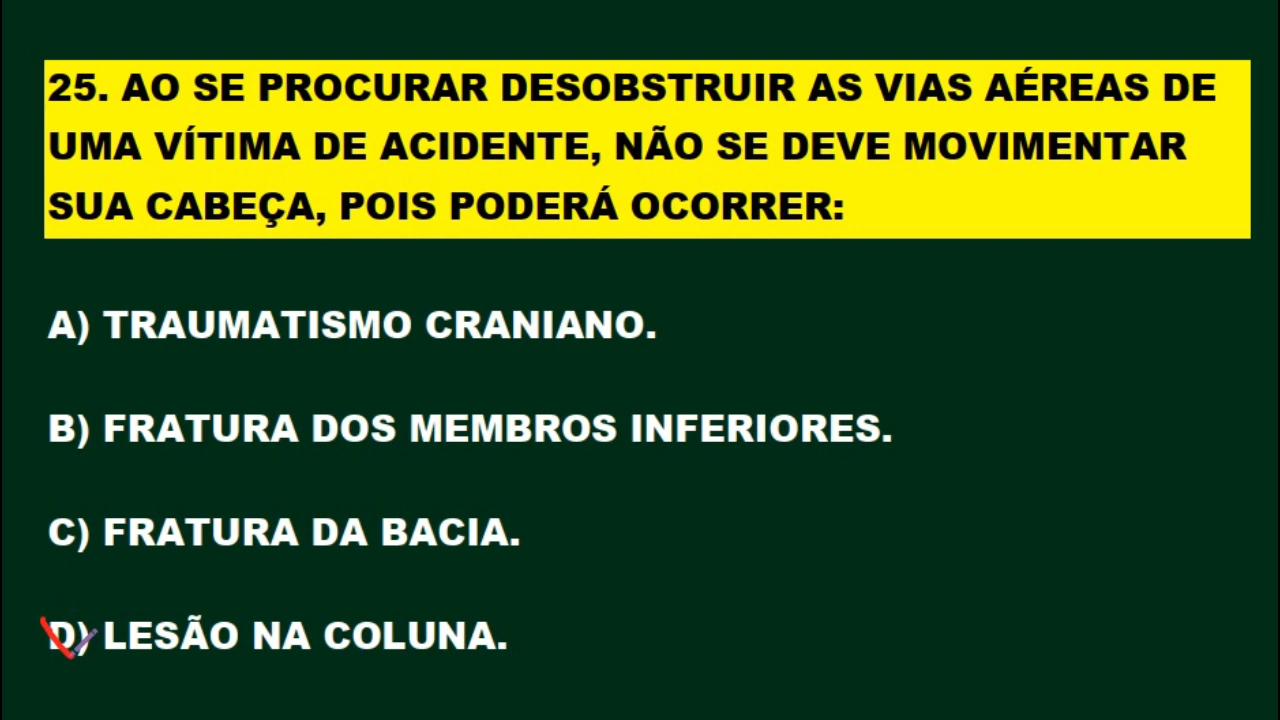 25. AO SE PROCURAR DESOBSTRUIR AS VIAS AÉREAS DE
UMA VÍTIMA DE ACIDENTE, NÃO SE DEVE MOVIMENTAR
SUA CABEÇA, POIS PODERÁ OCORRER:
A) TRAUMATISMO CRANIANO.
B) FRATURA DOS MEMBROS INFERIORES.
C) FRATURA DA BACIA.
D) LESÃO NA COLUNA.